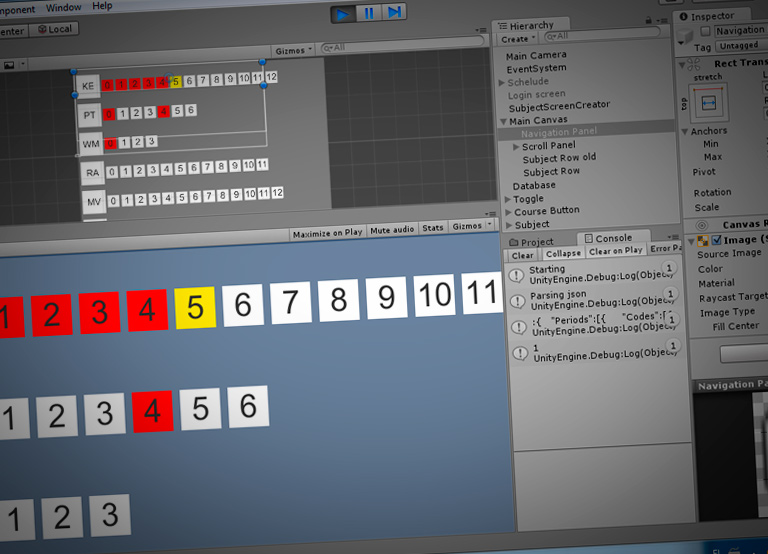 mponent Window Help
enter Local
Gizmos All
KE 0 1 2 3 4 5 6 7 8 9 10 11 12
PT 0 1 2 3 4 5 6
WM 0 1 2 3
RA 0 1 2 3 4 5 6 7 8 9 10 11
MV 0 1 2 3 4 5 6 7 8 9 10 11 12
Maximize on Play Mute audio Stats Gizmos
1 2 3 4 5 6 7 8 9 10 11
1 2 3 4 5 6
1 2 3
Hierarchy
Create All
Main Camera
EventSystem
Schelude
Login screen
SubjectScreenCreator
Main Canvas
Navigation Panel
Scroll Panel
Subject Row old
Subject Row
Database
Toggle
Course Button
Subject
Project Console
Clear Collapse Clear on Play Error Pa
Starting
UnityEngine.Debug:Log(Objec 1
Parsing json
UnityEngine.Debug:Log(Objec 1
:{ "Periods":[{ "Codes":[
UnityEngine.Debug:Log(Objec 1
1
UnityEngine.Debug:Log(Objec 1
Inspector
Navigation
Tag Untagged
Rect Trans
stretch
top
Anchors
Min
Max
Pivot
Rotation
Scale
Canvas R
Image (S
Source Image
Color
Material
Raycast Target
Image Type
Fill Center
Navigation Pa